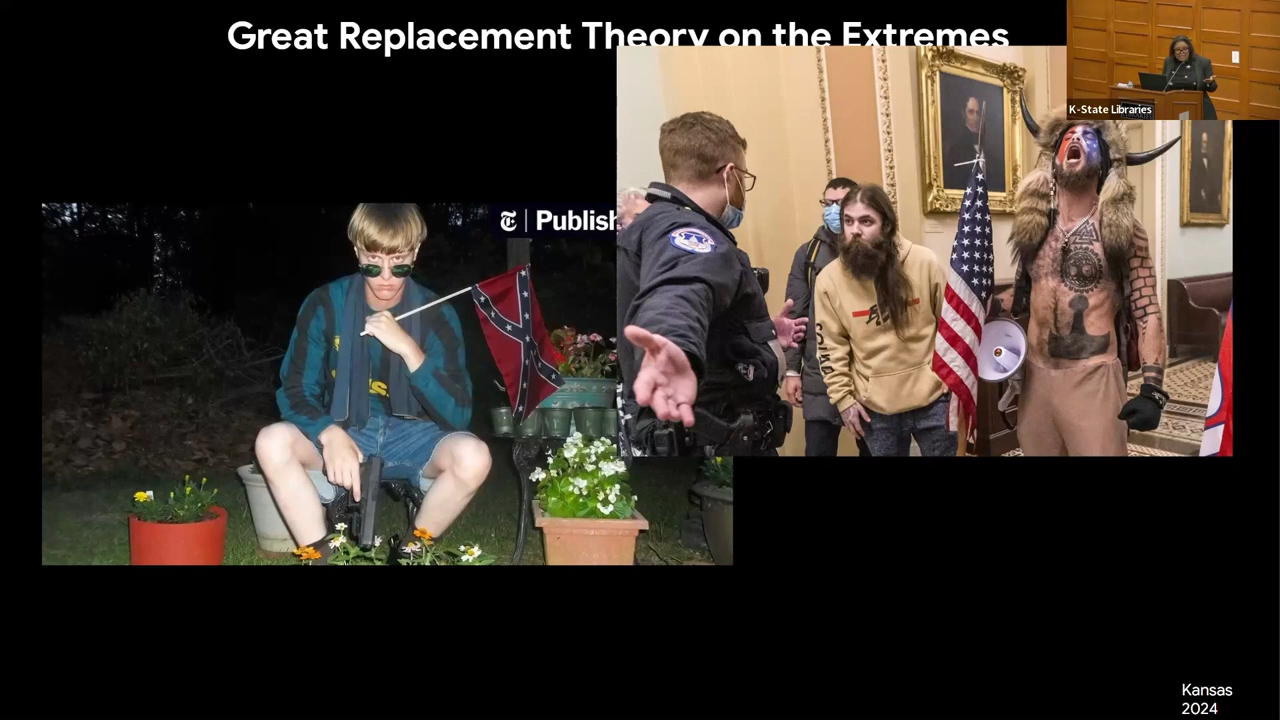 Great Replacement Theory on the Extremes
K-State Libraries
Publish
Kansas
2024